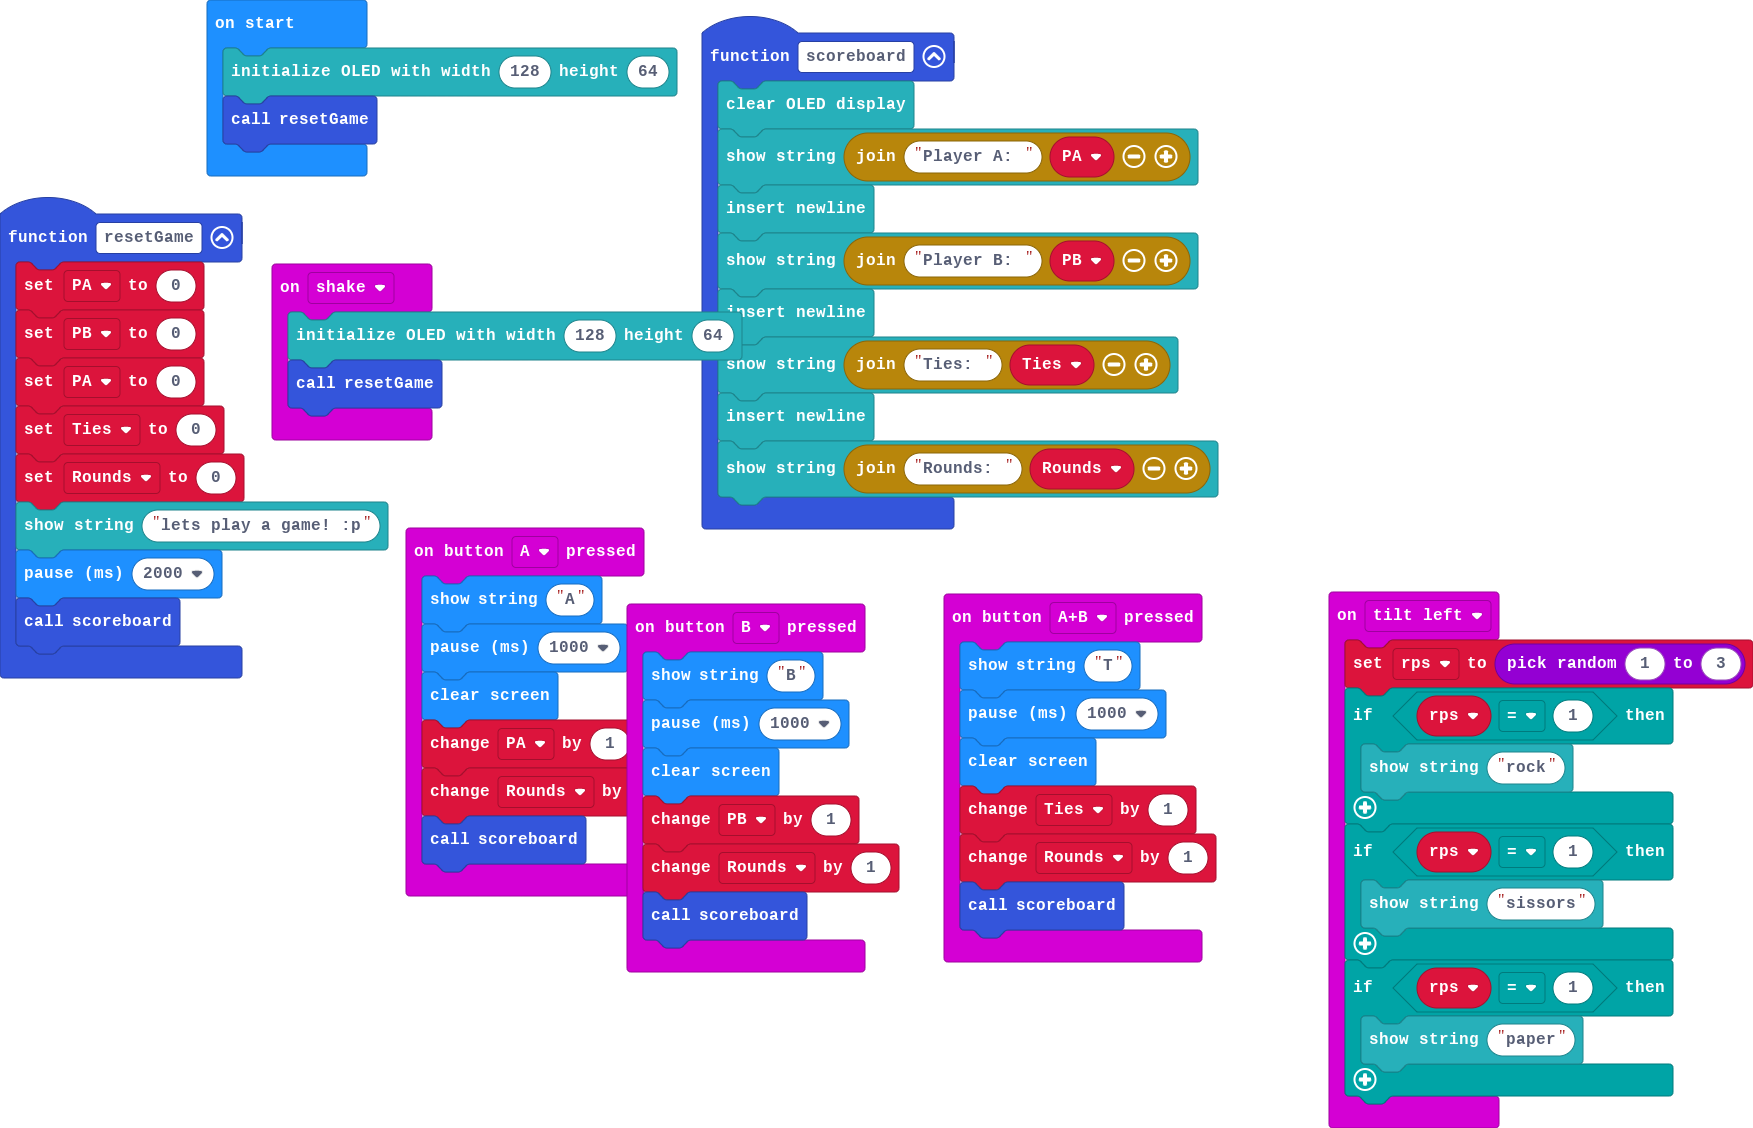 on start
initialize OLED with width 128 height 64
call resetGame
function resetGame
set PA to 0
set PB to 0
set PA to 0
set Ties to 0
set Rounds to 0
show string "lets play a game! :p"
pause (ms) 2000
call scoreboard
on shake
initialize OLED with width 128 height 64
call resetGame
function scoreboard
clear OLED display
show string join "Player A: " PA
insert newline
show string join "Player B: " PB
insert newline
show string join "Ties: " Ties
insert newline
show string join "Rounds: " Rounds
on button A pressed
show string "A"
pause (ms) 1000
clear screen
change PA by 1
change Rounds by
call scoreboard
on button B pressed
show string "B"
pause (ms) 1000
clear screen
change PB by 1
change Rounds by 1
call scoreboard
on button A+B pressed
show string "T"
pause (ms) 1000
clear screen
change Ties by 1
change Rounds by 1
call scoreboard
on tilt left
set rps to pick random 1 to 3
if rps = 1 then
show string "rock"
if rps = 1 then
show string "sissors"
if rps = 1 then
show string "paper"